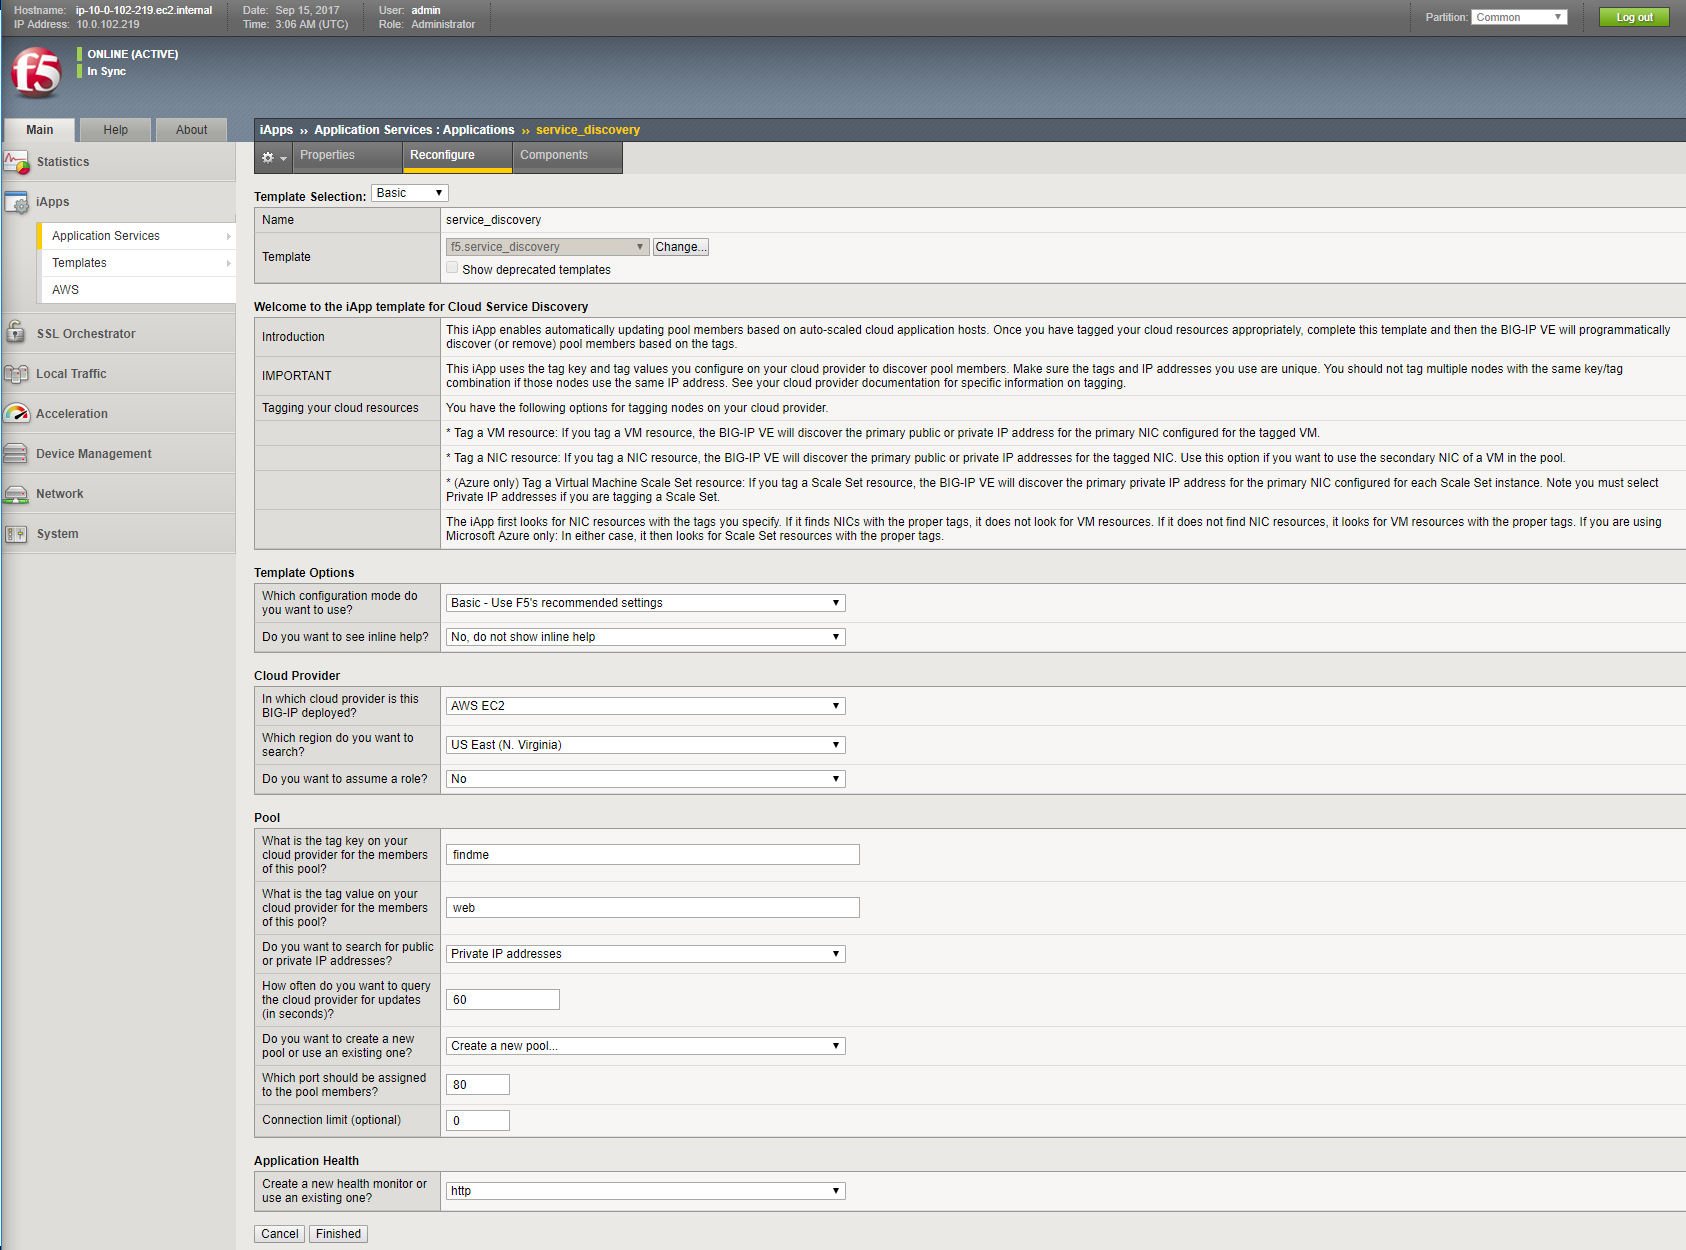 Hostname: ip-10-0-102-219.ec2.internal
IP Address: 10.0.102.219
Date: Sep 15, 2017
Time: 3:06 AM (UTC)
User: admin
Role: Administrator
Partition: Common
Log out
f5
ONLINE (ACTIVE)
In Sync
Main
Help
About
Statistics
iApps
Application Services
Templates
AWS
SSL Orchestrator
Local Traffic
Acceleration
Device Management
Network
System
iApps ›› Application Services : Applications ›› service_discovery
Properties
Reconfigure
Components
Template Selection: Basic
Name
service_discovery
Template
f5.service_discovery
Change...
Show deprecated templates
Welcome to the iApp template for Cloud Service Discovery
Introduction
This iApp enables automatically updating pool members based on auto-scaled cloud application hosts. Once you have tagged your cloud resources appropriately, complete this template and then the BIG-IP VE will programmatically
discover (or remove) pool members based on the tags.
IMPORTANT
This iApp uses the tag key and tag values you configure on your cloud provider to discover pool members. Make sure the tags and IP addresses you use are unique. You should not tag multiple nodes with the same key/tag
combination if those nodes use the same IP address. See your cloud provider documentation for specific information on tagging.
Tagging your cloud resources
You have the following options for tagging nodes on your cloud provider.
* Tag a VM resource: If you tag a VM resource, the BIG-IP VE will discover the primary public or private IP address for the primary NIC configured for the tagged VM.
* Tag a NIC resource: If you tag a NIC resource, the BIG-IP VE will discover the primary public or private IP addresses for the tagged NIC. Use this option if you want to use the secondary NIC of a VM in the pool.
* (Azure only) Tag a Virtual Machine Scale Set resource: If you tag a Scale Set resource, the BIG-IP VE will discover the primary private IP address for the primary NIC configured for each Scale Set instance. Note you must select
Private IP addresses if you are tagging a Scale Set.
The iApp first looks for NIC resources with the tags you specify. If it finds NICs with the proper tags, it does not look for VM resources. If it does not find NIC resources, it looks for VM resources with the proper tags. If you are using
Microsoft Azure only: In either case, it then looks for Scale Set resources with the proper tags.
Template Options
Which configuration mode do
you want to use?
Basic - Use F5's recommended settings
Do you want to see inline help?
No, do not show inline help
Cloud Provider
In which cloud provider is this
BIG-IP deployed?
AWS EC2
Which region do you want to
search?
US East (N. Virginia)
Do you want to assume a role?
No
Pool
What is the tag key on your
cloud provider for the members
of this pool?
findme
What is the tag value on your
cloud provider for the members
of this pool?
web
Do you want to search for public
or private IP addresses?
Private IP addresses
How often do you want to query
the cloud provider for updates
(in seconds)?
60
Do you want to create a new
pool or use an existing one?
Create a new pool...
Which port should be assigned
to the pool members?
80
Connection limit (optional)
0
Application Health
Create a new health monitor or
use an existing one?
http
Cancel
Finished